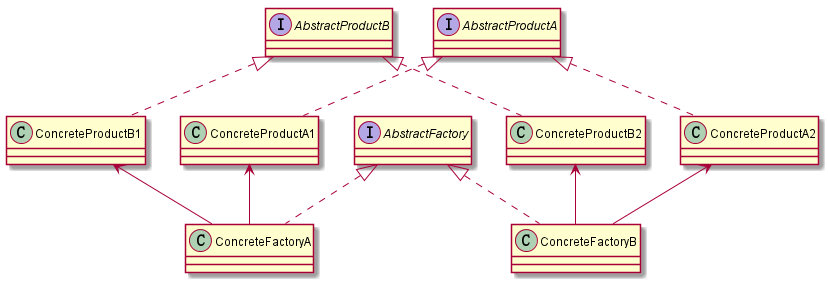 I AbstractProductB
I AbstractProductA
C ConcreteProductB1
C ConcreteProductA1
I AbstractFactory
C ConcreteProductB2
C ConcreteProductA2
C ConcreteFactoryA
C ConcreteFactoryB